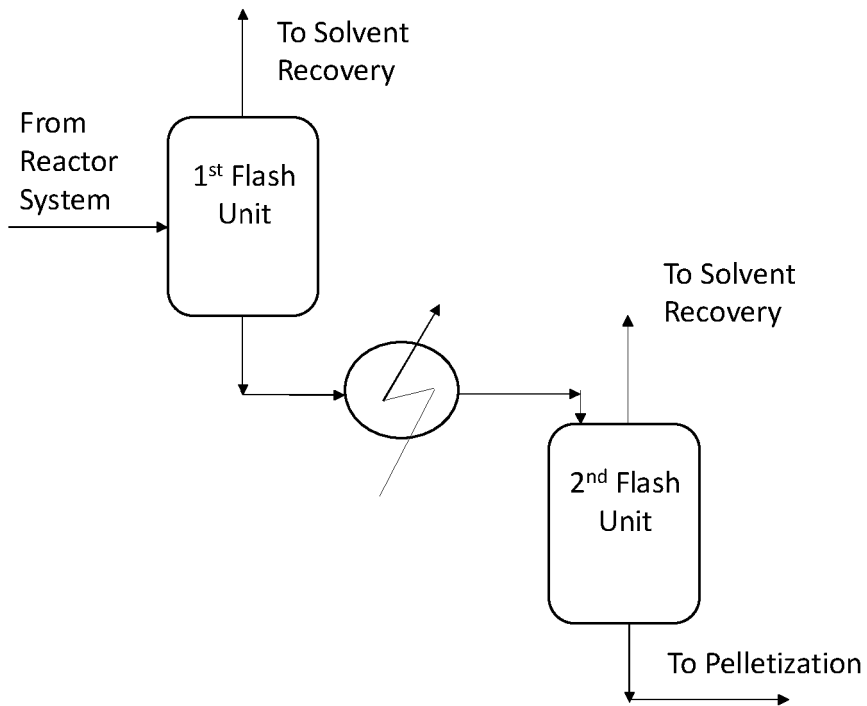 To Solvent
Recovery
From
Reactor
System
1st Flash
Unit
To Solvent
Recovery
2nd Flash
Unit
To Pelletization